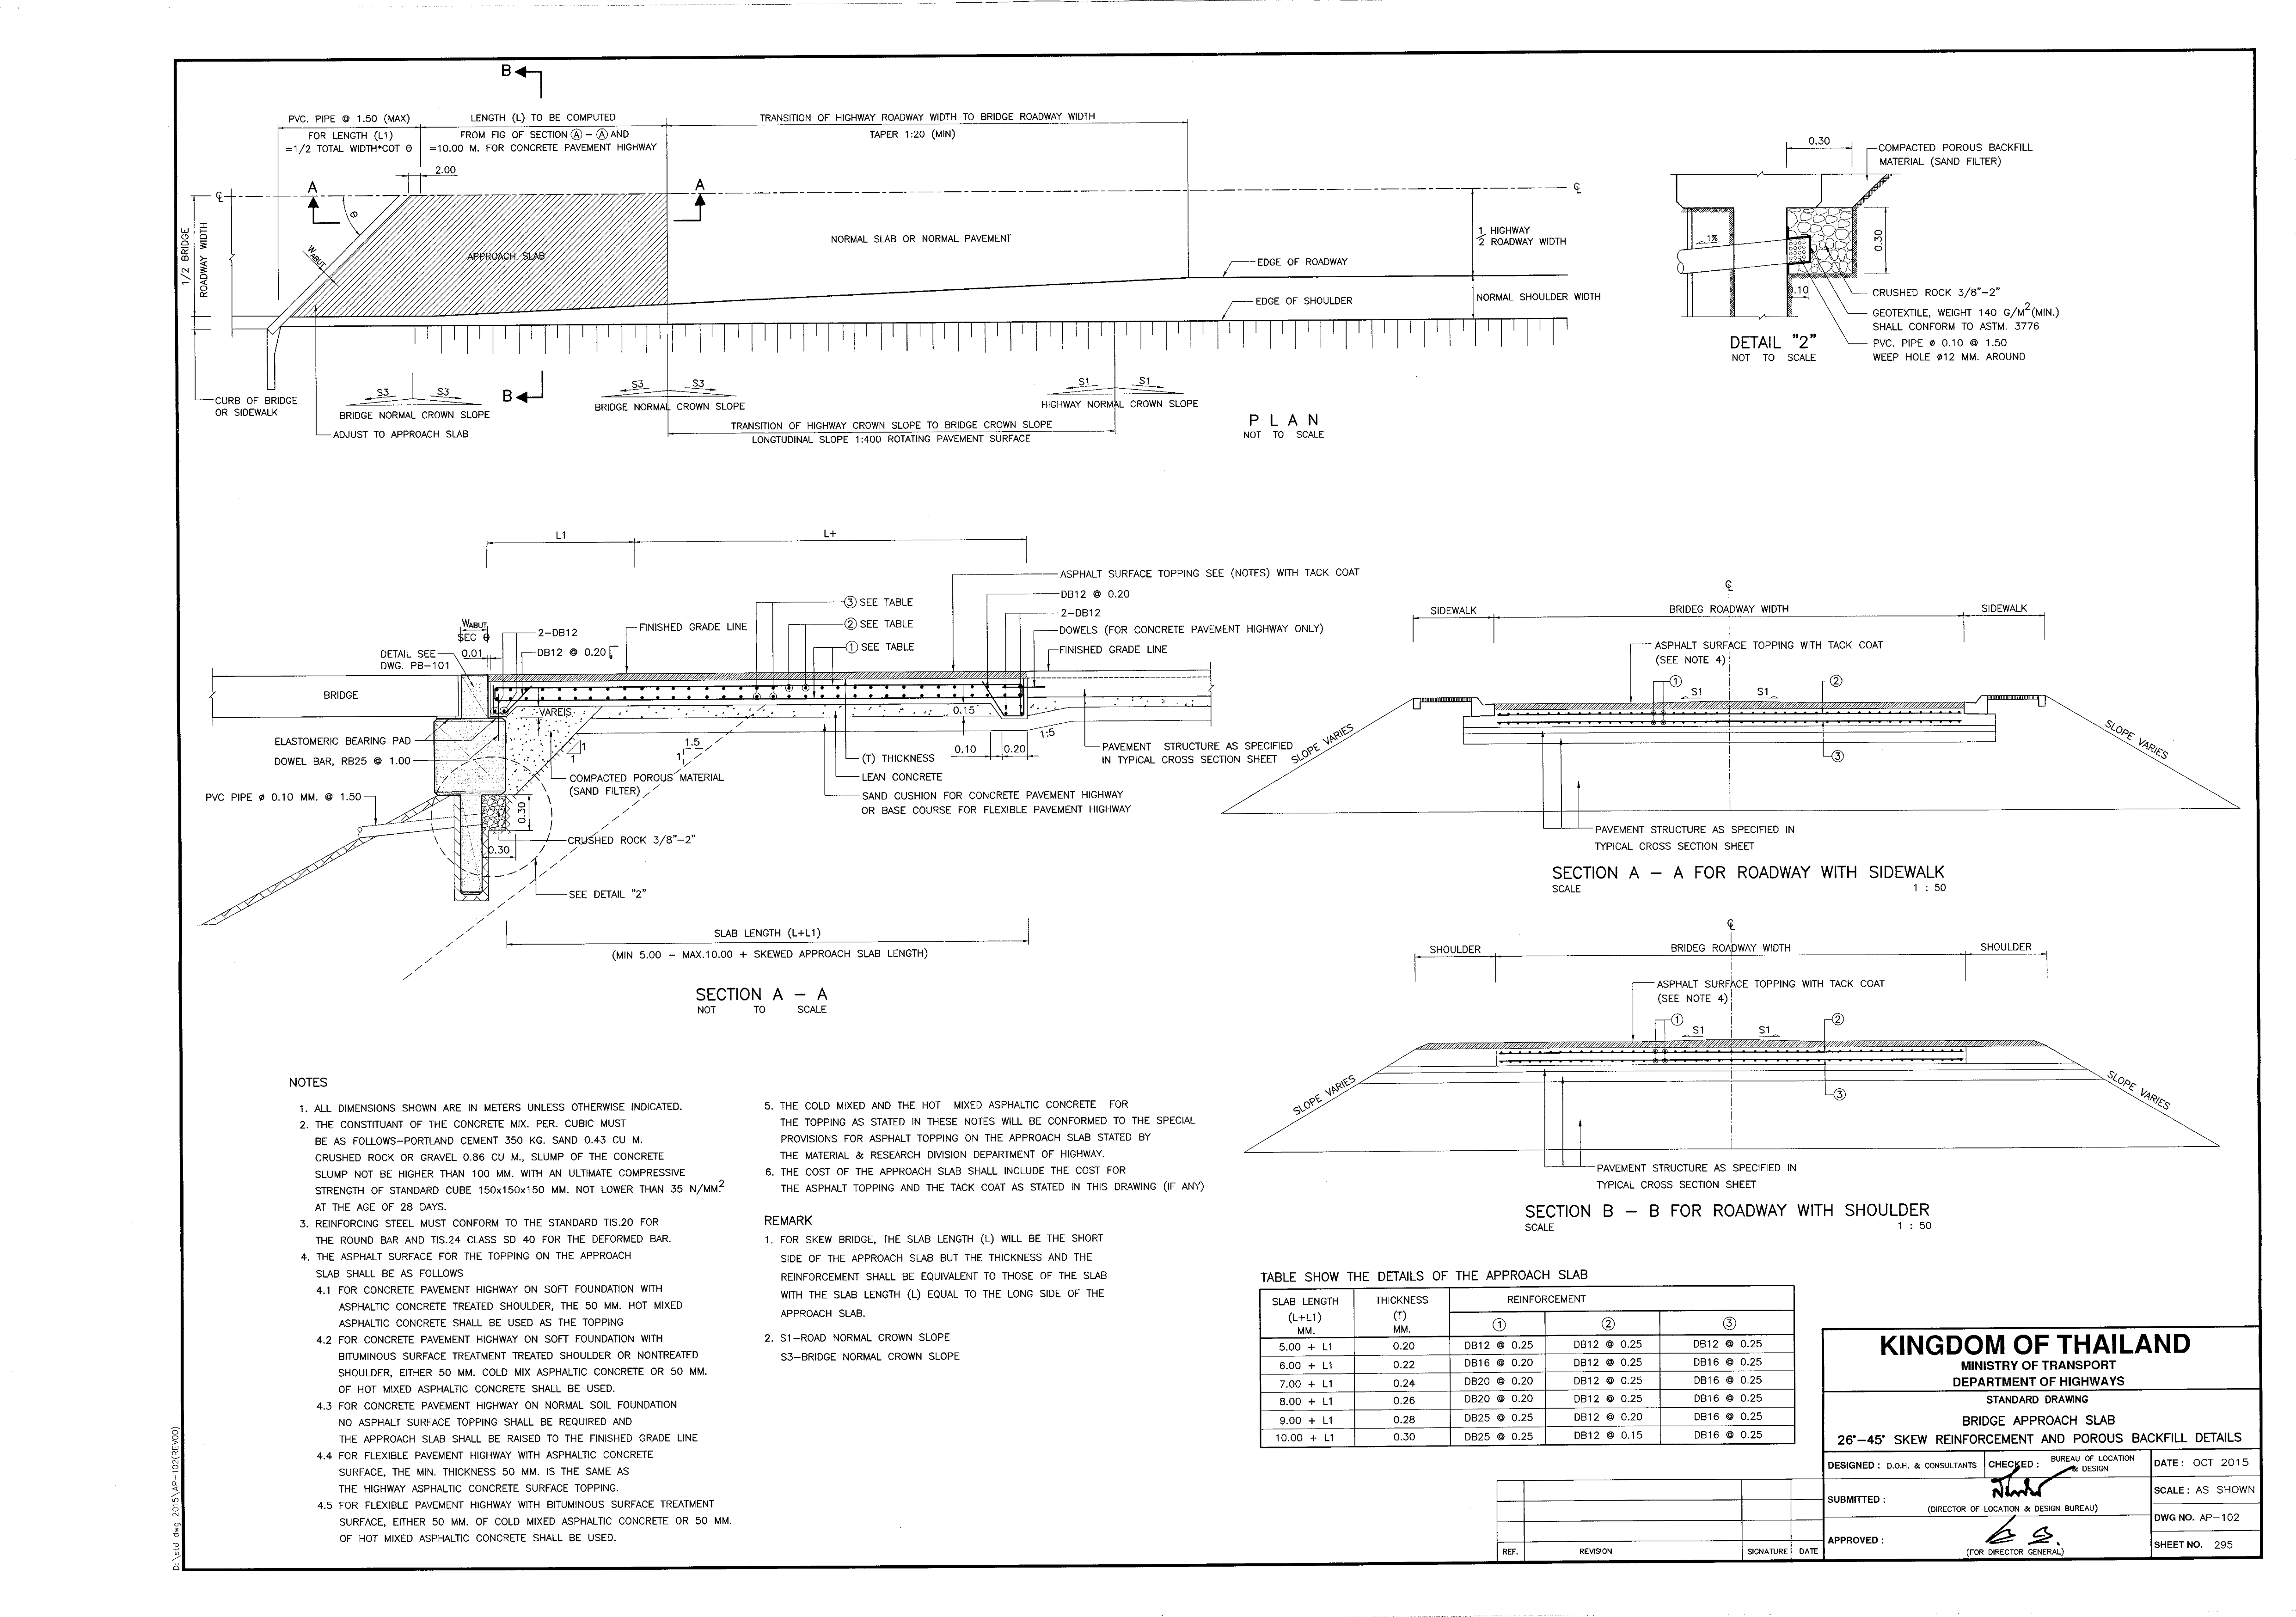 B
PVC. PIPE @ 1.50 (MAX)
FOR LENGTH (L1)
=1/2 TOTAL WIDTH*COT Θ
LENGTH (L) TO BE COMPUTED
FROM FIG OF SECTION Ⓐ – Ⓐ AND
=10.00 M. FOR CONCRETE PAVEMENT HIGHWAY
TRANSITION OF HIGHWAY ROADWAY WIDTH TO BRIDGE ROADWAY WIDTH
TAPER 1:20 (MIN)
2.00
A
A
℄
℄
Θ
WABUT
1/2 BRIDGE
ROADWAY WIDTH
APPROACH SLAB
NORMAL SLAB OR NORMAL PAVEMENT
1/2 HIGHWAY
ROADWAY WIDTH
EDGE OF ROADWAY
EDGE OF SHOULDER
NORMAL SHOULDER WIDTH
CURB OF BRIDGE
OR SIDEWALK
S3 S3
BRIDGE NORMAL CROWN SLOPE
ADJUST TO APPROACH SLAB
B
S3 S3
BRIDGE NORMAL CROWN SLOPE
S1 S1
HIGHWAY NORMAL CROWN SLOPE
TRANSITION OF HIGHWAY CROWN SLOPE TO BRIDGE CROWN SLOPE
LONGTUDINAL SLOPE 1:400 ROTATING PAVEMENT SURFACE
PLAN
NOT TO SCALE
0.30
COMPACTED POROUS BACKFILL
MATERIAL (SAND FILTER)
1%
0.30
0.10
CRUSHED ROCK 3/8"–2"
GEOTEXTILE, WEIGHT 140 G/M2(MIN.)
SHALL CONFORM TO ASTM. 3776
PVC. PIPE ø 0.10 @ 1.50
WEEP HOLE ø12 MM. AROUND
DETAIL "2"
NOT TO SCALE
L1
L+
ASPHALT SURFACE TOPPING SEE (NOTES) WITH TACK COAT
DB12 @ 0.20
2–DB12
DOWELS (FOR CONCRETE PAVEMENT HIGHWAY ONLY)
FINISHED GRADE LINE
③ SEE TABLE
② SEE TABLE
① SEE TABLE
FINISHED GRADE LINE
WABUT
SEC Θ
2–DB12
DB12 @ 0.20
DETAIL SEE
DWG. PB–101
0.01
BRIDGE
VAREIS
0.15
ELASTOMERIC BEARING PAD
DOWEL BAR, RB25 @ 1.00
PVC PIPE ø 0.10 MM. @ 1.50
1
1
1.5
1
0.10
0.20
1:5
COMPACTED POROUS MATERIAL
(SAND FILTER)
(T) THICKNESS
LEAN CONCRETE
SAND CUSHION FOR CONCRETE PAVEMENT HIGHWAY
OR BASE COURSE FOR FLEXIBLE PAVEMENT HIGHWAY
PAVEMENT STRUCTURE AS SPECIFIED
IN TYPICAL CROSS SECTION SHEET
0.30
0.30
CRUSHED ROCK 3/8"–2"
SEE DETAIL "2"
SLAB LENGTH (L+L1)
(MIN 5.00 – MAX.10.00 + SKEWED APPROACH SLAB LENGTH)
SECTION A – A
NOT TO SCALE
℄
SIDEWALK
BRIDEG ROADWAY WIDTH
SIDEWALK
ASPHALT SURFACE TOPPING WITH TACK COAT
(SEE NOTE 4)
①
S1
S1
②
③
SLOPE VARIES
SLOPE VARIES
PAVEMENT STRUCTURE AS SPECIFIED IN
TYPICAL CROSS SECTION SHEET
SECTION A – A FOR ROADWAY WITH SIDEWALK
SCALE 1 : 50
℄
SHOULDER
BRIDEG ROADWAY WIDTH
SHOULDER
ASPHALT SURFACE TOPPING WITH TACK COAT
(SEE NOTE 4)
①
S1
S1
②
③
SLOPE VARIES
SLOPE VARIES
PAVEMENT STRUCTURE AS SPECIFIED IN
TYPICAL CROSS SECTION SHEET
SECTION B – B FOR ROADWAY WITH SHOULDER
SCALE 1 : 50
NOTES
1. ALL DIMENSIONS SHOWN ARE IN METERS UNLESS OTHERWISE INDICATED.
2. THE CONSTITUANT OF THE CONCRETE MIX. PER. CUBIC MUST
BE AS FOLLOWS–PORTLAND CEMENT 350 KG. SAND 0.43 CU M.
CRUSHED ROCK OR GRAVEL 0.86 CU M., SLUMP OF THE CONCRETE
SLUMP NOT BE HIGHER THAN 100 MM. WITH AN ULTIMATE COMPRESSIVE
STRENGTH OF STANDARD CUBE 150x150x150 MM. NOT LOWER THAN 35 N/MM.2
AT THE AGE OF 28 DAYS.
3. REINFORCING STEEL MUST CONFORM TO THE STANDARD TIS.20 FOR
THE ROUND BAR AND TIS.24 CLASS SD 40 FOR THE DEFORMED BAR.
4. THE ASPHALT SURFACE FOR THE TOPPING ON THE APPROACH
SLAB SHALL BE AS FOLLOWS
4.1 FOR CONCRETE PAVEMENT HIGHWAY ON SOFT FOUNDATION WITH
ASPHALTIC CONCRETE TREATED SHOULDER, THE 50 MM. HOT MIXED
ASPHALTIC CONCRETE SHALL BE USED AS THE TOPPING
4.2 FOR CONCRETE PAVEMENT HIGHWAY ON SOFT FOUNDATION WITH
BITUMINOUS SURFACE TREATMENT TREATED SHOULDER OR NONTREATED
SHOULDER, EITHER 50 MM. COLD MIX ASPHALTIC CONCRETE OR 50 MM.
OF HOT MIXED ASPHALTIC CONCRETE SHALL BE USED.
4.3 FOR CONCRETE PAVEMENT HIGHWAY ON NORMAL SOIL FOUNDATION
NO ASPHALT SURFACE TOPPING SHALL BE REQUIRED AND
THE APPROACH SLAB SHALL BE RAISED TO THE FINISHED GRADE LINE
4.4 FOR FLEXIBLE PAVEMENT HIGHWAY WITH ASPHALTIC CONCRETE
SURFACE, THE MIN. THICKNESS 50 MM. IS THE SAME AS
THE HIGHWAY ASPHALTIC CONCRETE SURFACE TOPPING.
4.5 FOR FLEXIBLE PAVEMENT HIGHWAY WITH BITUMINOUS SURFACE TREATMENT
SURFACE, EITHER 50 MM. OF COLD MIXED ASPHALTIC CONCRETE OR 50 MM.
OF HOT MIXED ASPHALTIC CONCRETE SHALL BE USED.
5. THE COLD MIXED AND THE HOT MIXED ASPHALTIC CONCRETE FOR
THE TOPPING AS STATED IN THESE NOTES WILL BE CONFORMED TO THE SPECIAL
PROVISIONS FOR ASPHALT TOPPING ON THE APPROACH SLAB STATED BY
THE MATERIAL & RESEARCH DIVISION DEPARTMENT OF HIGHWAY.
6. THE COST OF THE APPROACH SLAB SHALL INCLUDE THE COST FOR
THE ASPHALT TOPPING AND THE TACK COAT AS STATED IN THIS DRAWING (IF ANY)
REMARK
1. FOR SKEW BRIDGE, THE SLAB LENGTH (L) WILL BE THE SHORT
SIDE OF THE APPROACH SLAB BUT THE THICKNESS AND THE
REINFORCEMENT SHALL BE EQUIVALENT TO THOSE OF THE SLAB
WITH THE SLAB LENGTH (L) EQUAL TO THE LONG SIDE OF THE
APPROACH SLAB.
2. S1–ROAD NORMAL CROWN SLOPE
S3–BRIDGE NORMAL CROWN SLOPE
TABLE SHOW THE DETAILS OF THE APPROACH SLAB
SLAB LENGTH (L+L1) MM. THICKNESS (T) MM. REINFORCEMENT
① ② ③
5.00 + L1 0.20 DB12 @ 0.25 DB12 @ 0.25 DB12 @ 0.25
6.00 + L1 0.22 DB16 @ 0.20 DB12 @ 0.25 DB16 @ 0.25
7.00 + L1 0.24 DB20 @ 0.20 DB12 @ 0.25 DB16 @ 0.25
8.00 + L1 0.26 DB20 @ 0.20 DB12 @ 0.25 DB16 @ 0.25
9.00 + L1 0.28 DB25 @ 0.25 DB12 @ 0.20 DB16 @ 0.25
10.00 + L1 0.30 DB25 @ 0.25 DB12 @ 0.15 DB16 @ 0.25
REF. REVISION SIGNATURE DATE
KINGDOM OF THAILAND
MINISTRY OF TRANSPORT
DEPARTMENT OF HIGHWAYS
STANDARD DRAWING
BRIDGE APPROACH SLAB
26°–45° SKEW REINFORCEMENT AND POROUS BACKFILL DETAILS
DESIGNED : D.O.H. & CONSULTANTS
CHECKED : BUREAU OF LOCATION & DESIGN
SUBMITTED :
(DIRECTOR OF LOCATION & DESIGN BUREAU)
APPROVED :
(FOR DIRECTOR GENERAL)
DATE : OCT 2015
SCALE : AS SHOWN
DWG NO. AP–102
SHEET NO. 295
D:\std dwg 2015\AP–102(REV00)